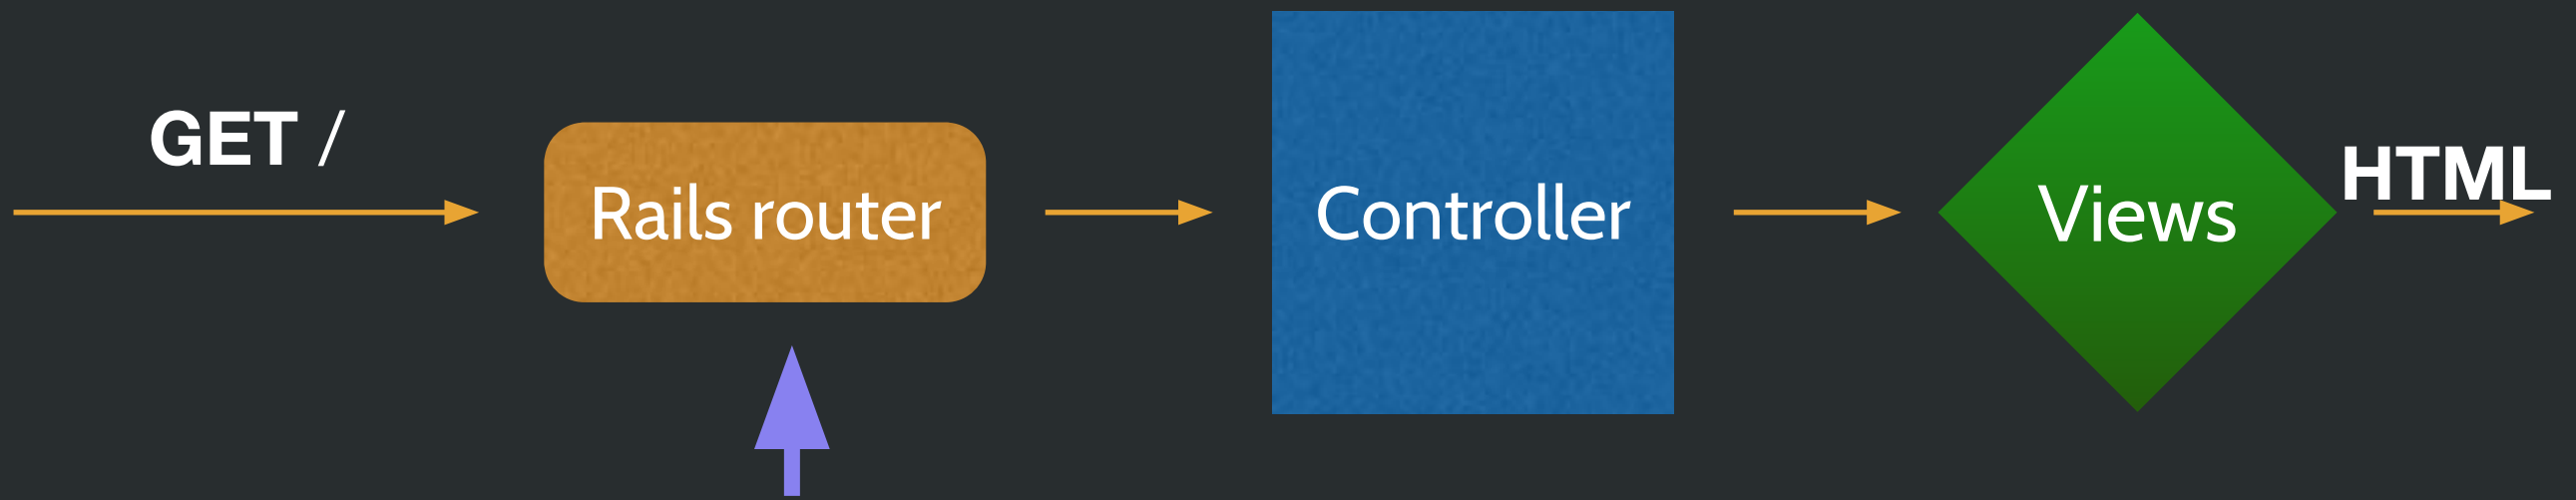 GET /
Rails router
Controller
Views
HTML